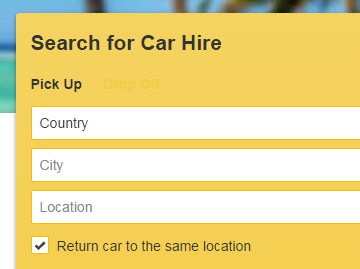 Search for Car Hire
Pick Up Drop Off
Country
City
Location
Return car to the same location